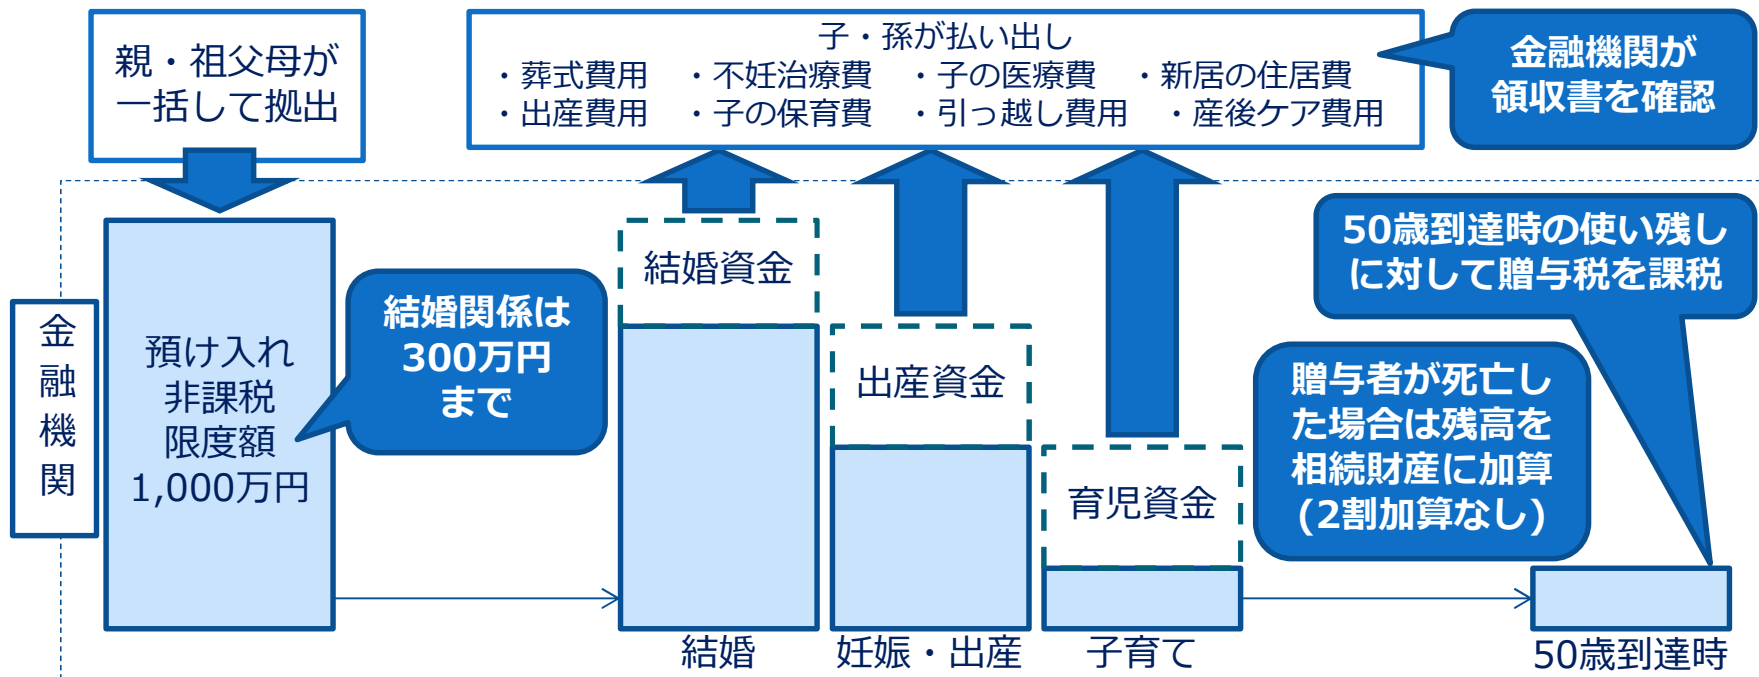 親・祖父母が
一括して拠出
子・孫が払い出し
・葬式費用 ・不妊治療費 ・子の医療費 ・新居の住居費
・出産費用 ・子の保育費 ・引っ越し費用 ・産後ケア費用
金融機関が
領収書を確認
金融機関
預け入れ
非課税
限度額
1,000万円
結婚関係は
300万円
まで
結婚資金
出産資金
育児資金
50歳到達時の使い残し
に対して贈与税を課税
贈与者が死亡し
た場合は残高を
相続財産に加算
(2割加算なし)
結婚
妊娠・出産
子育て
50歳到達時